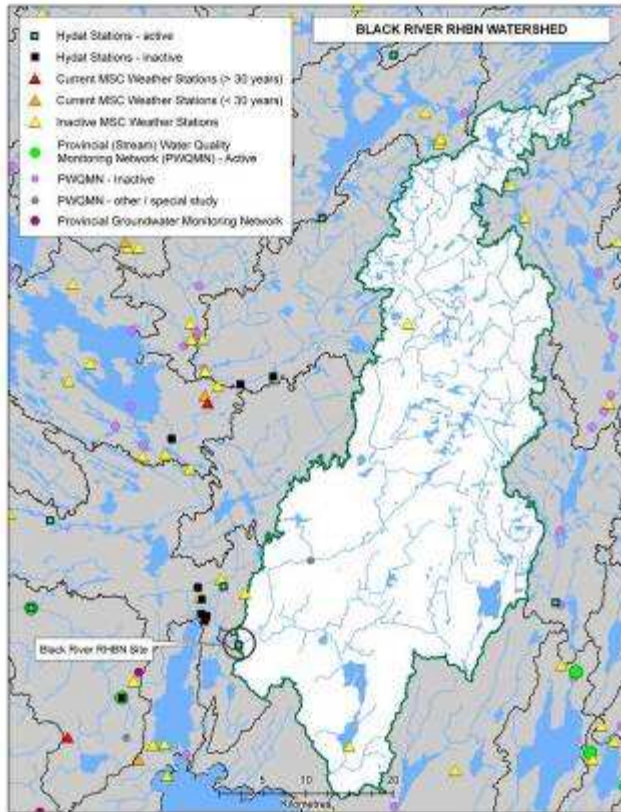 BLACK RIVER RHBN WATERSHED
Hydat Stations - active
Hydat Stations - inactive
Current MSC Weather Stations (> 30 years)
Current MSC Weather Stations (< 30 years)
Inactive MSC Weather Stations
Provincial (Stream) Water Quality
Monitoring Network (PWQMN) - Active
PWQMN - Inactive
PWQMN - other / special study
Provincial Groundwater Monitoring Network
Black River RHBN Site
5 10 20
Kilometres